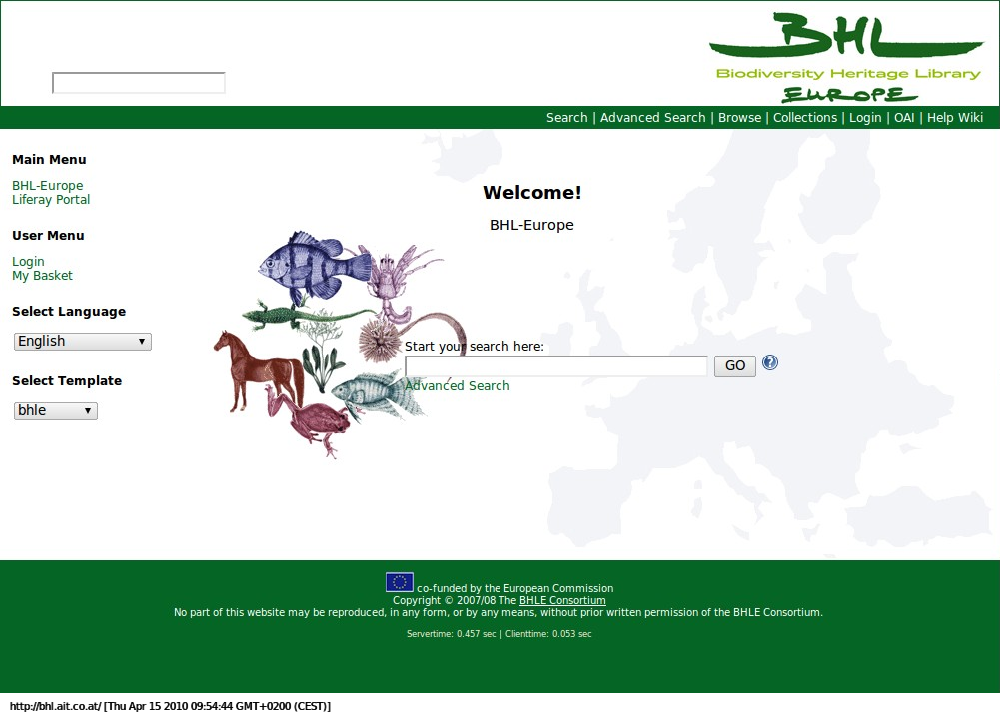 BHL
Biodiversity Heritage Library
EUROPE
Search | Advanced Search | Browse | Collections | Login | OAI | Help Wiki
Main Menu
BHL-Europe
Liferay Portal
User Menu
Login
My Basket
Select Language
English
Select Template
bhle
Welcome!
BHL-Europe
Start your search here:
GO ?
Advanced Search
co-funded by the European Commission
Copyright © 2007/08 The BHLE Consortium
No part of this website may be reproduced, in any form, or by any means, without prior written permission of the BHLE Consortium.
Servertime: 0.457 sec | Clienttime: 0.053 sec
http://bhl.ait.co.at/ [Thu Apr 15 2010 09:54:44 GMT+0200 (CEST)]